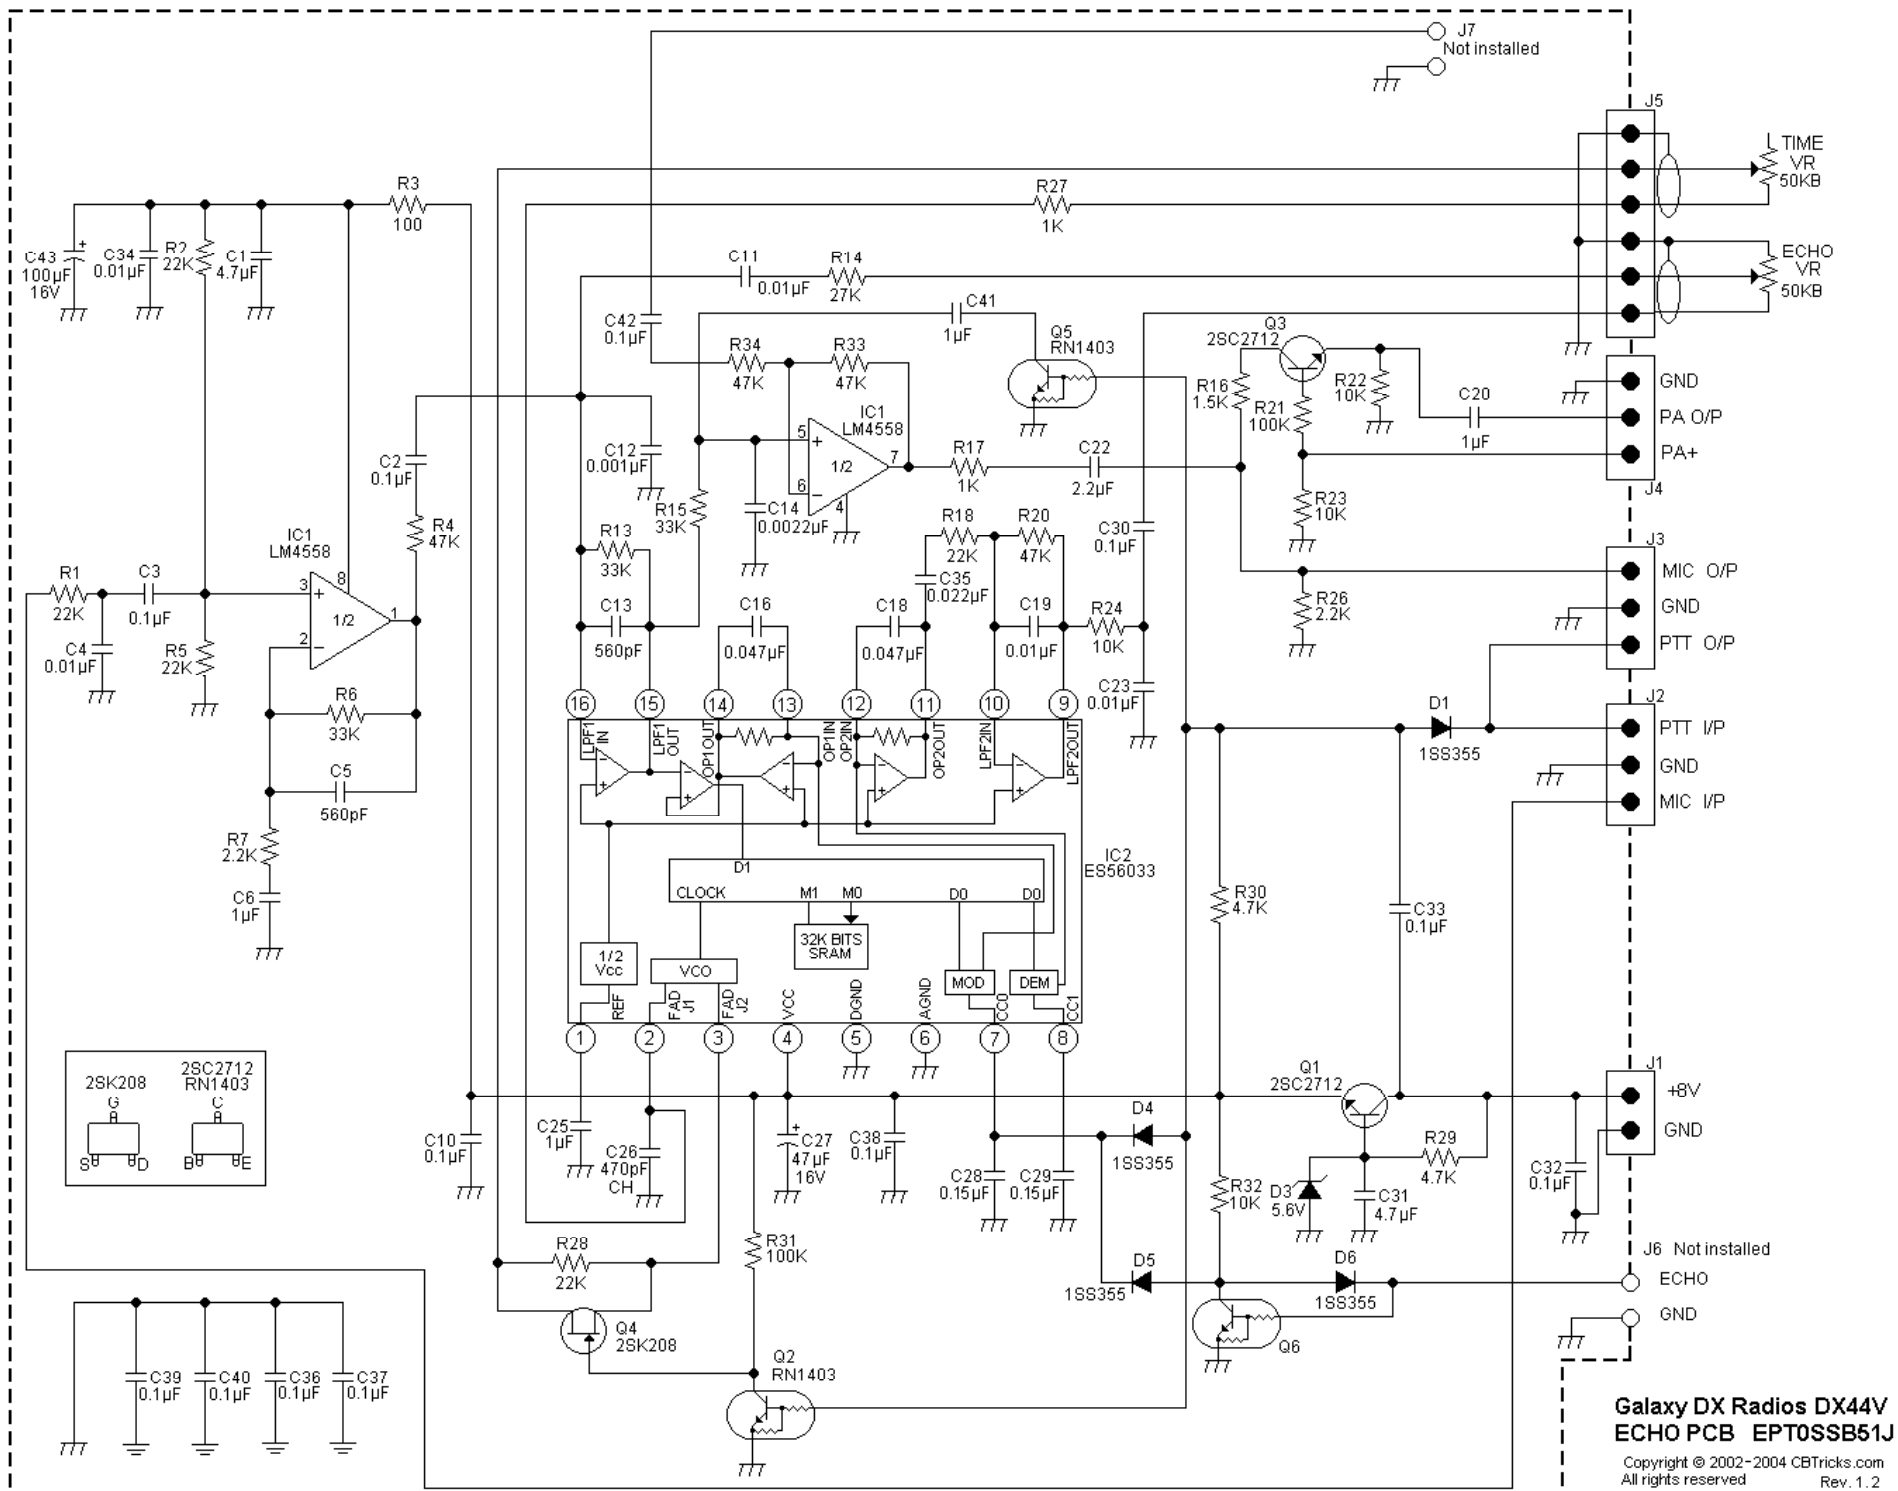 J7
Not installed
J5
TIME
VR
50KB
R3
100
R27
1K
C43
100µF
16V
+
C34
0.01µF
R2
22K
C1
4.7µF
C11
0.01µF
R14
27K
ECHO
VR
50KB
C42
0.1µF
C41
1µF
Q5
RN1403
Q3
2SC2712
R34
47K
R33
47K
R16
1.5K
R21
100K
R22
10K
C20
1µF
GND
PA O/P
PA+
J4
IC1
LM4558
1/2
5
6
7
4
+
−
C12
0.001µF
C2
0.1µF
R4
47K
R15
33K
C14
0.0022µF
R17
1K
C22
2.2µF
R23
10K
R18
22K
R20
47K
C30
0.1µF
IC1
LM4558
1/2
3
2
8
1
+
−
R13
33K
C35
0.022µF
J3
MIC O/P
GND
PTT O/P
R1
22K
C3
0.1µF
C4
0.01µF
R5
22K
C13
560pF
C16
0.047µF
C18
0.047µF
C19
0.01µF
R24
10K
R26
2.2K
R6
33K
C5
560pF
C23
0.01µF
D1
1SS355
J2
PTT I/P
GND
MIC I/P
16
15
14
13
12
11
10
9
LPF1
IN
LPF1
OUT
OP1OUT
OP1IN
OP2IN
OP2OUT
LPF2IN
LPF2OUT
R7
2.2K
C6
1µF
IC2
ES56033
D1
CLOCK
M1
M0
D0
D0
32K BITS
SRAM
1/2
Vcc
VCO
MOD
DEM
R30
4.7K
C33
0.1µF
REF
FAD
J1
FAD
J2
VCC
DGND
AGND
CC0
CC1
1
2
3
4
5
6
7
8
2SK208
G
S
D
2SC2712
RN1403
C
B
E
Q1
2SC2712
J1
+8V
GND
C10
0.1µF
C25
1µF
C26
470pF
CH
+
C27
47µF
16V
C38
0.1µF
D4
1SS355
C28
0.15µF
C29
0.15µF
R32
10K
D3
5.6V
C31
4.7µF
R29
4.7K
C32
0.1µF
R28
22K
R31
100K
D5
1SS355
D6
1SS355
J6 Not installed
ECHO
GND
Q4
2SK208
Q2
RN1403
Q6
C39
0.1µF
C40
0.1µF
C36
0.1µF
C37
0.1µF
Galaxy DX Radios DX44V
ECHO PCB EPT0SSB51J
Copyright © 2002-2004 CBTricks.com
All rights reserved Rev. 1.2